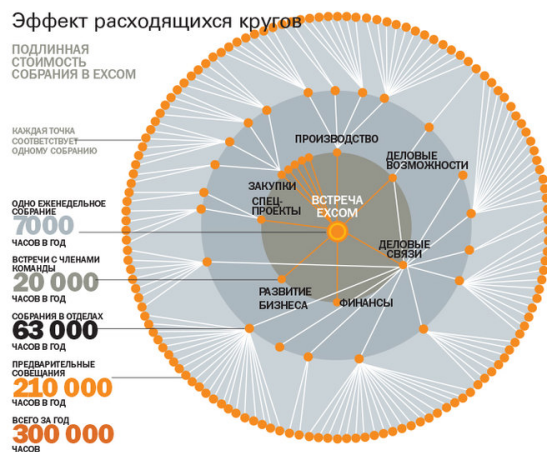 Эффект расходящихся кругов
ПОДЛИННАЯ
СТОИМОСТЬ
СОБРАНИЯ В EXCOM
КАЖДАЯ ТОЧКА
СООТВЕТСТВУЕТ
ОДНОМУ СОБРАНИЮ
ОДНО ЕЖЕНЕДЕЛЬНОЕ
СОБРАНИЕ
7000
ЧАСОВ В ГОД
ВСТРЕЧИ С ЧЛЕНАМИ
КОМАНДЫ
20 000
ЧАСОВ В ГОД
СОБРАНИЯ В ОТДЕЛАХ
63 000
ЧАСОВ В ГОД
ПРЕДВАРИТЕЛЬНЫЕ
СОВЕЩАНИЯ
210 000
ЧАСОВ В ГОД
ВСЕГО ЗА ГОД
300 000
ЧАСОВ
ПРОИЗВОДСТВО
ДЕЛОВЫЕ
ВОЗМОЖНОСТИ
ЗАКУПКИ
СПЕЦ-
ПРОЕКТЫ
ВСТРЕЧА
EXCOM
ДЕЛОВЫЕ
СВЯЗИ
РАЗВИТИЕ
БИЗНЕСА
ФИНАНСЫ